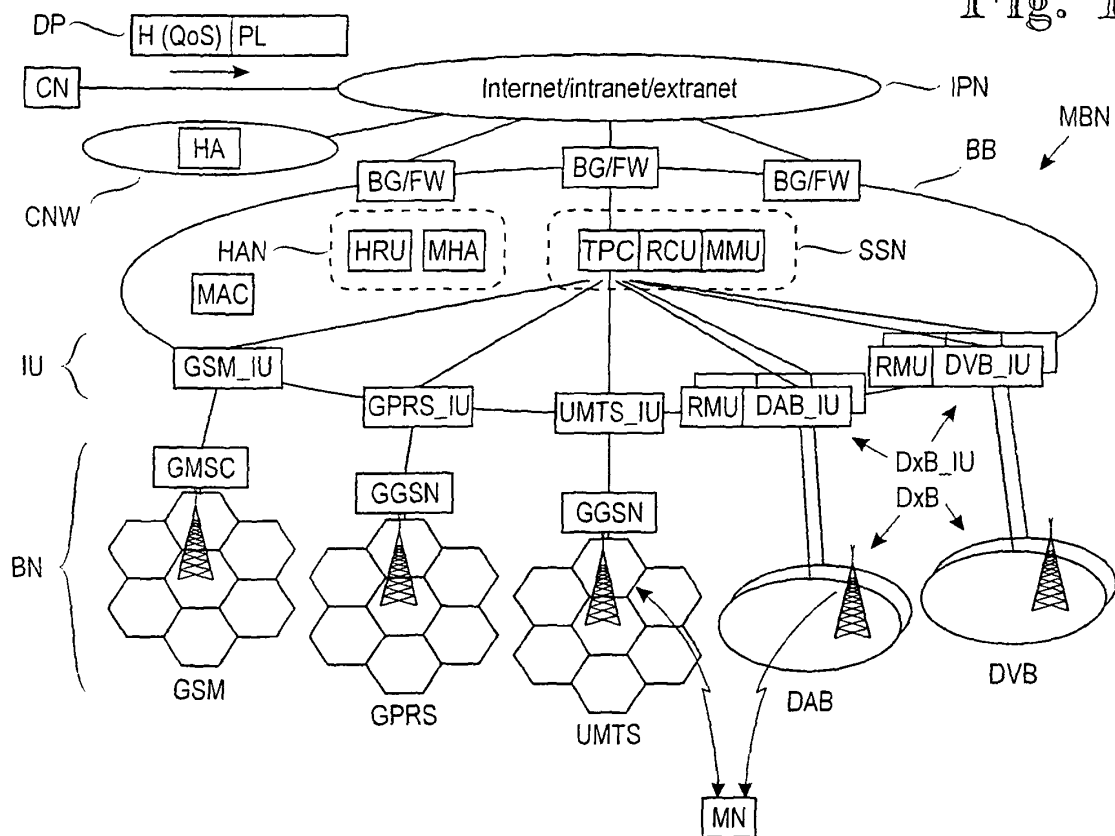 Fig. 1
DP
H (QoS) PL
CN
Internet/intranet/extranet
IPN
MBN
HA
BG/FW
BG/FW
BG/FW
BB
CNW
HAN
HRU
MHA
TPC RCU MMU
SSN
MAC
IU
GSM_IU
RMU DVB_IU
GPRS_IU
UMTS_IU
RMU DAB_IU
DxB_IU
DxB
GMSC
GGSN
GGSN
BN
GSM
GPRS
UMTS
DAB
DVB
MN